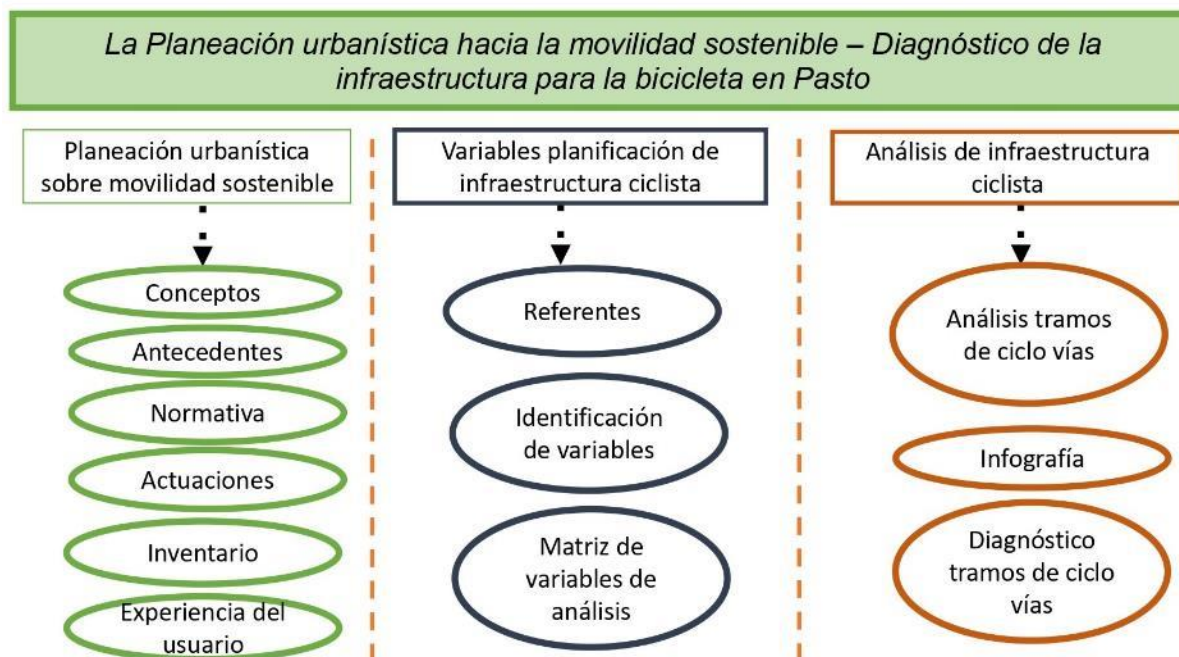 La Planeación urbanística hacia la movilidad sostenible – Diagnóstico de la
infraestructura para la bicicleta en Pasto
Planeación urbanística
sobre movilidad sostenible
Conceptos
Antecedentes
Normativa
Actuaciones
Inventario
Experiencia del
usuario
Variables planificación de
infraestructura ciclista
Referentes
Identificación
de variables
Matriz de
variables de
análisis
Análisis de infraestructura
ciclista
Análisis tramos
de ciclo vías
Infografía
Diagnóstico
tramos de ciclo
vías